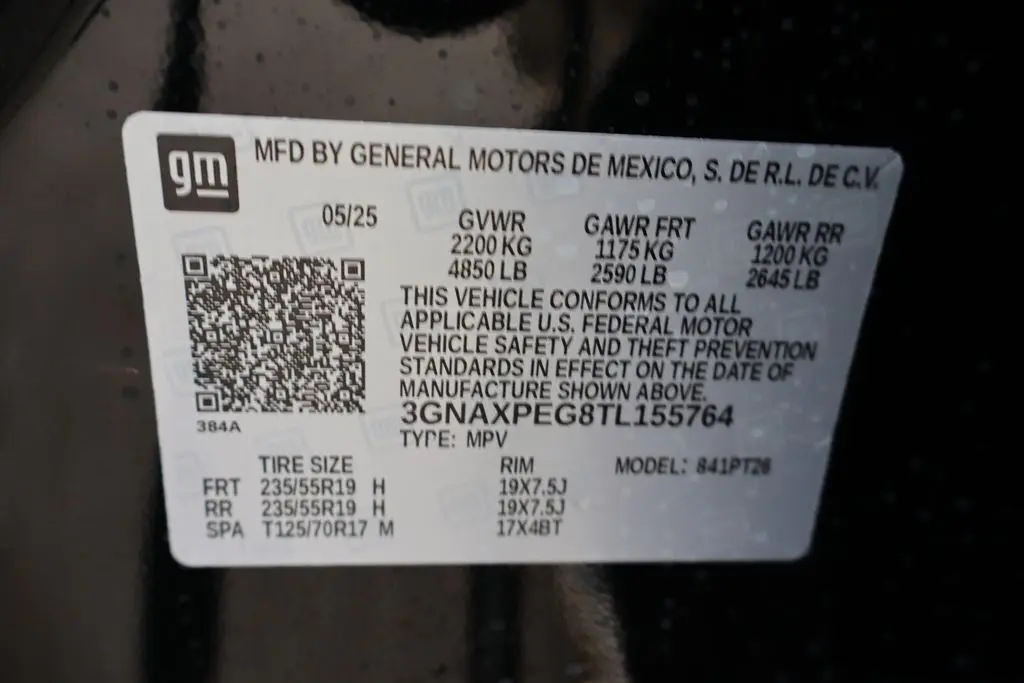 gm
MFD BY GENERAL MOTORS DE MEXICO, S. DE R.L. DE C.V.
05/25 GVWR GAWR FRT GAWR RR
2200 KG 1175 KG 1200 KG
4850 LB 2590 LB 2645 LB
THIS VEHICLE CONFORMS TO ALL
APPLICABLE U.S. FEDERAL MOTOR
VEHICLE SAFETY AND THEFT PREVENTION
STANDARDS IN EFFECT ON THE DATE OF
MANUFACTURE SHOWN ABOVE.
384A 3GNAXPEG8TL155764
TYPE: MPV
TIRE SIZE RIM MODEL: 841PT26
FRT 235/55R19 H 19X7.5J
RR 235/55R19 H 19X7.5J
SPA T125/70R17 M 17X4BT